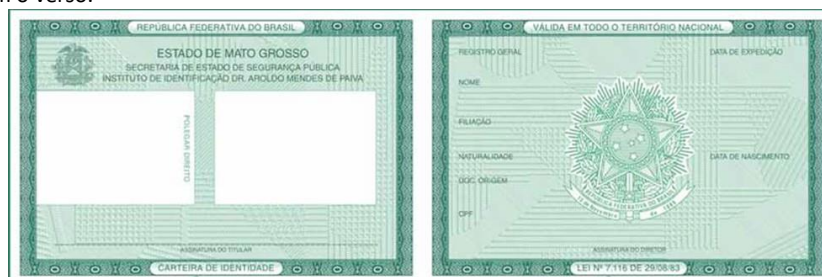 REPÚBLICA FEDERATIVA DO BRASIL
ESTADO DE MATO GROSSO
SECRETARIA DE ESTADO DE SEGURANÇA PÚBLICA
INSTITUTO DE IDENTIFICAÇÃO DR. AROLDO MENDES DE PAIVA
POLEGAR DIREITO
ASSINATURA DO TITULAR
CARTEIRA DE IDENTIDADE
VÁLIDA EM TODO O TERRITÓRIO NACIONAL
REGISTRO GERAL DATA DE EXPEDIÇÃO
NOME
FILIAÇÃO
NATURALIDADE DATA DE NASCIMENTO
DOC. ORIGEM
CPF
ASSINATURA DO DIRETOR
LEI Nº 7.116 DE 29/08/83